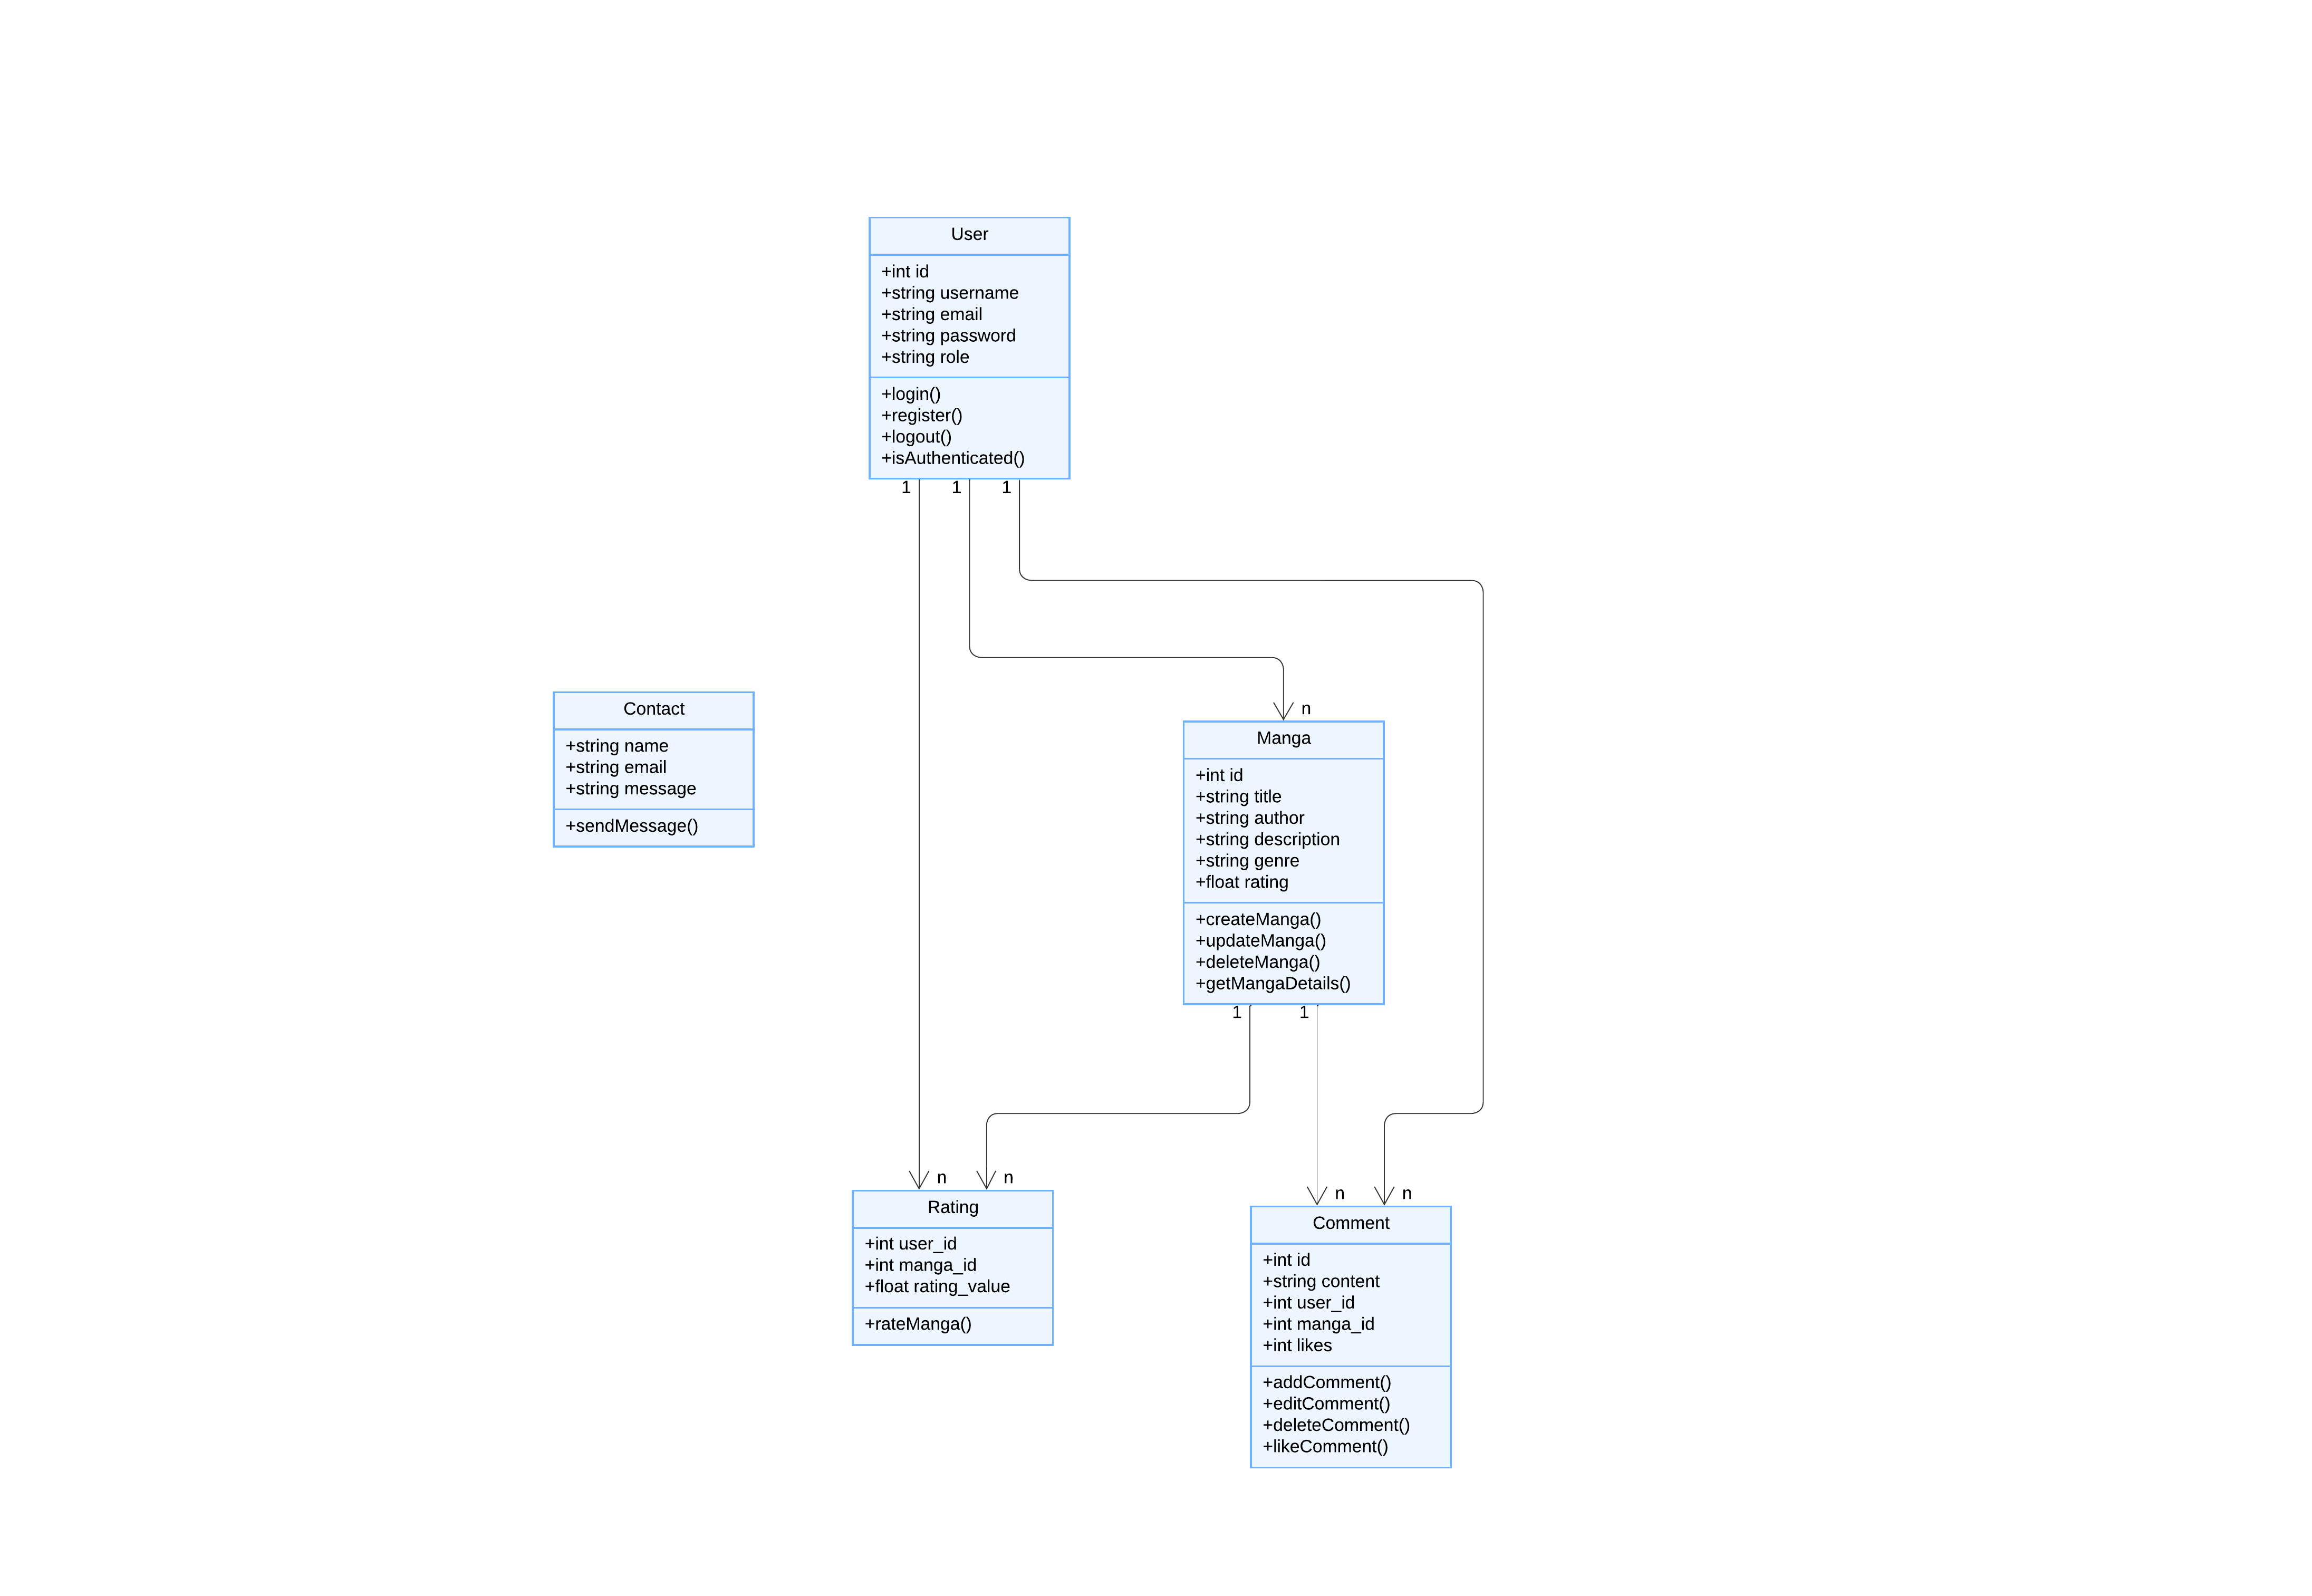 User
+int id
+string username
+string email
+string password
+string role
+login()
+register()
+logout()
+isAuthenticated()
1
1
1
Contact
+string name
+string email
+string message
+sendMessage()
n
Manga
+int id
+string title
+string author
+string description
+string genre
+float rating
+createManga()
+updateManga()
+deleteManga()
+getMangaDetails()
1
1
n
n
Rating
+int user_id
+int manga_id
+float rating_value
+rateManga()
n
n
Comment
+int id
+string content
+int user_id
+int manga_id
+int likes
+addComment()
+editComment()
+deleteComment()
+likeComment()